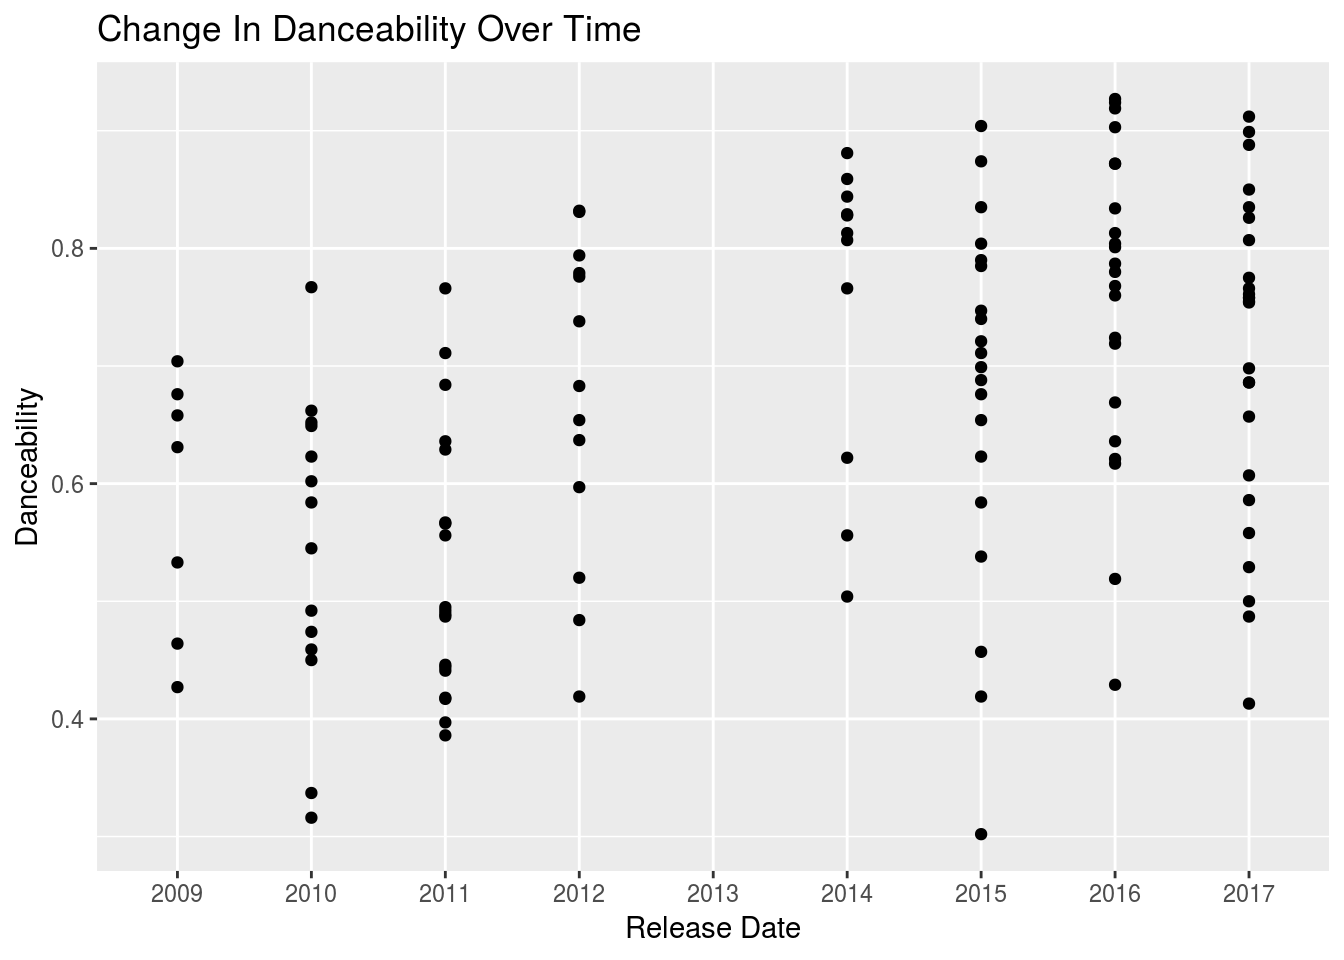 Change In Danceability Over Time
Danceability
0.8
0.6
0.4
2009 2010 2011 2012 2013 2014 2015 2016 2017
Release Date